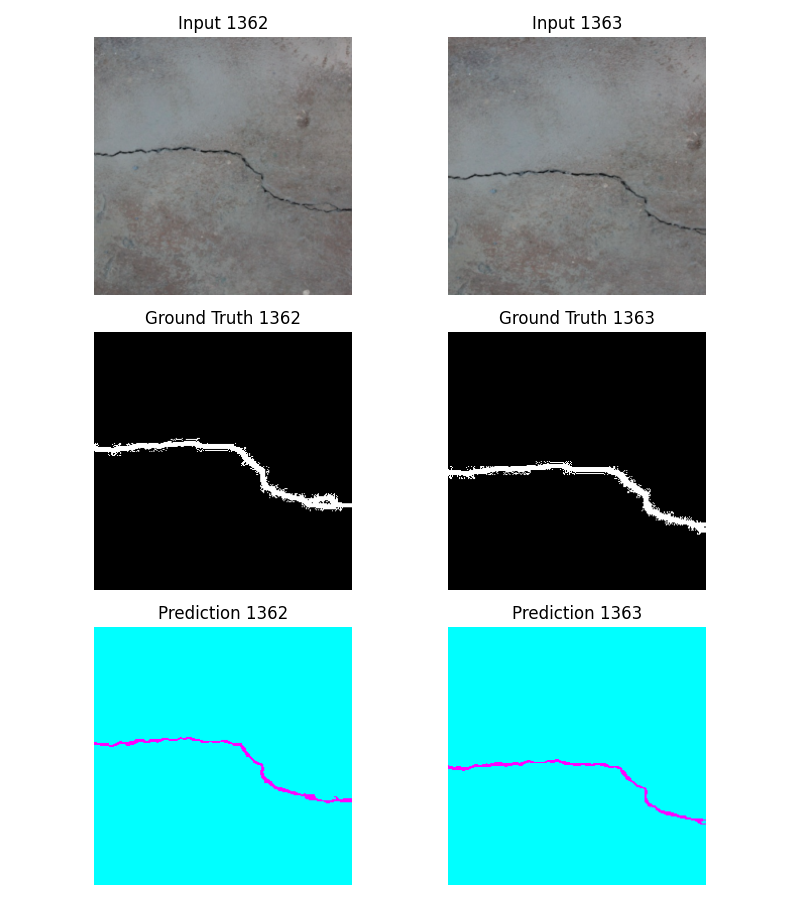 Input 1362
Input 1363
Ground Truth 1362
Ground Truth 1363
Prediction 1362
Prediction 1363